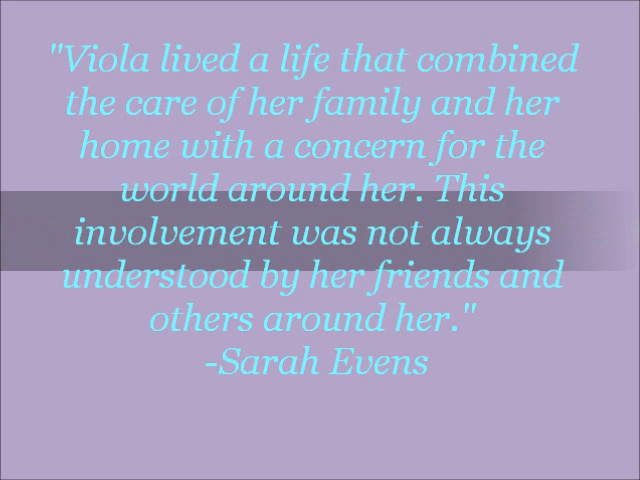 "Viola lived a life that combined
the care of her family and her
home with a concern for the
world around her. This
involvement was not always
understood by her friends and
others around her."
-Sarah Evens